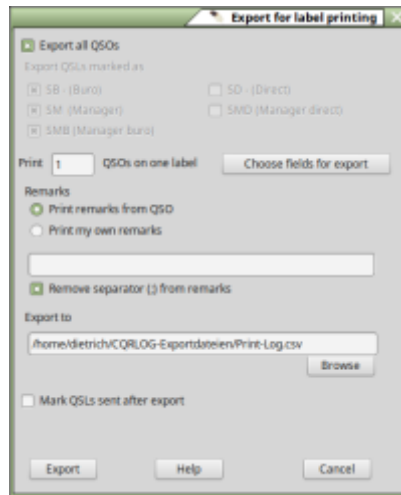 Export for label printing
Export all QSOs
Export QSLs marked as
SB - (Buro)
SD - (Direct)
SM - (Manager)
SMD (Manager direct)
SMB (Manager buro)
Print 1 QSOs on one label
Choose fields for export
Remarks
Print remarks from QSO
Print my own remarks
Remove separator (;) from remarks
Export to
/home/dietrich/CQRLOG-Exportdateien/Print-Log.csv
Browse
Mark QSLs sent after export
Export Help Cancel